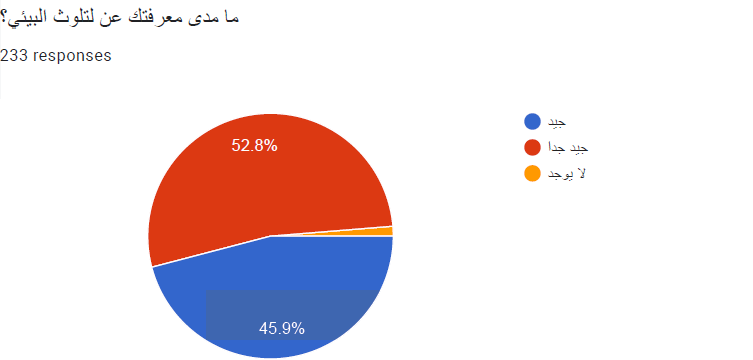 ما مدى معرفتك عن لتلوث البيئي؟
233 responses
52.8%
45.9%
جيد
جيد جدا
لا يوجد